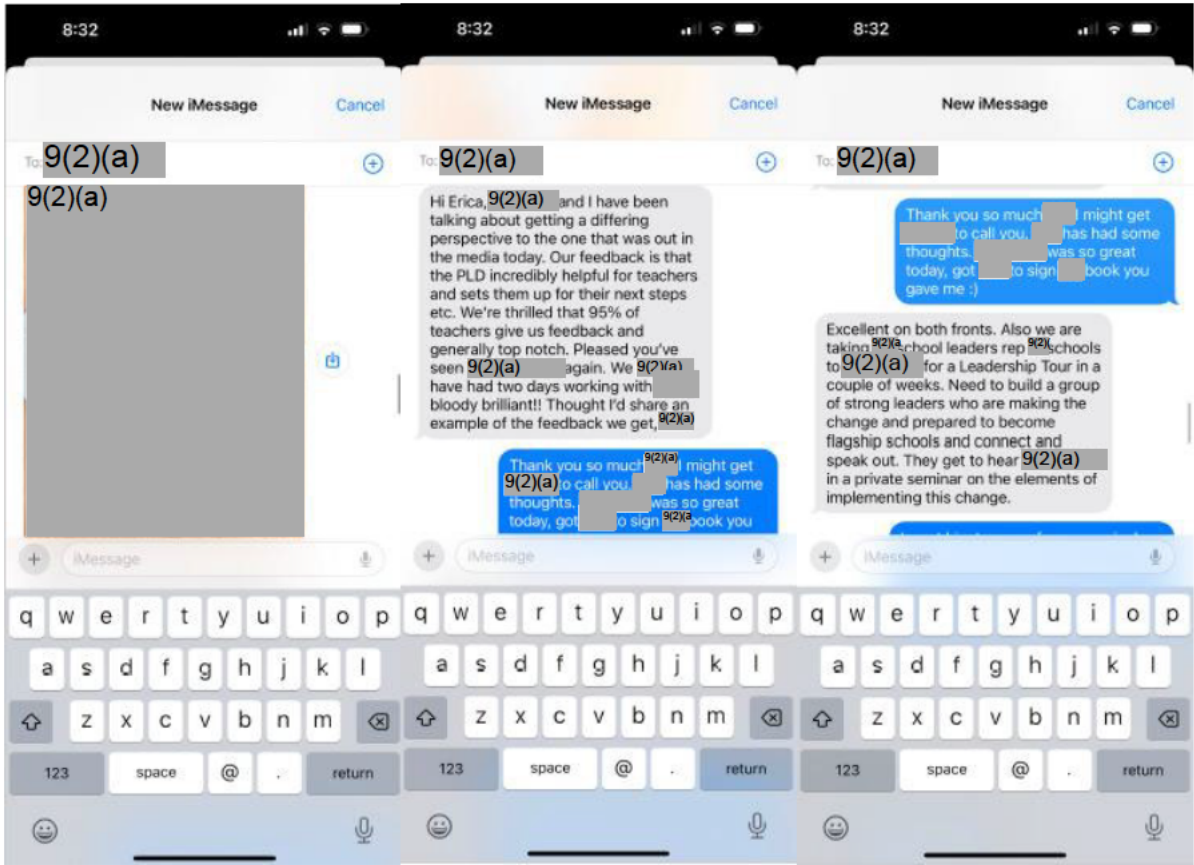 8:32
New iMessage
Cancel
To: 9(2)(a)
9(2)(a)
iMessage
q w e r t y u i o p
a s d f g h j k l
z x c v b n m
123 space @ . return
8:32
New iMessage
Cancel
To: 9(2)(a)
Hi Erica, 9(2)(a) and I have been
talking about getting a differing
perspective to the one that was out in
the media today. Our feedback is that
the PLD incredibly helpful for teachers
and sets them up for their next steps
etc. We're thrilled that 95% of
teachers give us feedback and
generally top notch. Pleased you've
seen 9(2)(a) again. We 9(2)(a)
have had two days working with
bloody brilliant!! Thought I'd share an
example of the feedback we get, 9(2)(a)
Thank you so much 9(2)(a) I might get
9(2)(a) to call you. has had some
thoughts. was so great
today, got to sign 9(2)(a book you
iMessage
q w e r t y u i o p
a s d f g h j k l
z x c v b n m
123 space @ . return
8:32
New iMessage
Cancel
To: 9(2)(a)
Thank you so much I might get
to call you. has had some
thoughts. was so great
today, got to sign book you
gave me :)
Excellent on both fronts. Also we are
taking 9(2)(a school leaders rep 9(2)( schools
to 9(2)(a) for a Leadership Tour in a
couple of weeks. Need to build a group
of strong leaders who are making the
change and prepared to become
flagship schools and connect and
speak out. They get to hear 9(2)(a)
in a private seminar on the elements of
implementing this change.
iMessage
q w e r t y u i o p
a s d f g h j k l
z x c v b n m
123 space @ . return